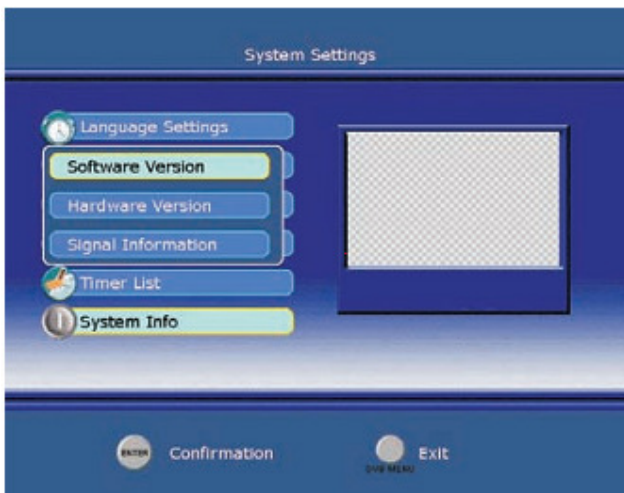 System Settings
Language Settings
Software Version
Hardware Version
Signal Information
Timer List
System Info
ENTER Confirmation
Exit
DVB MENU